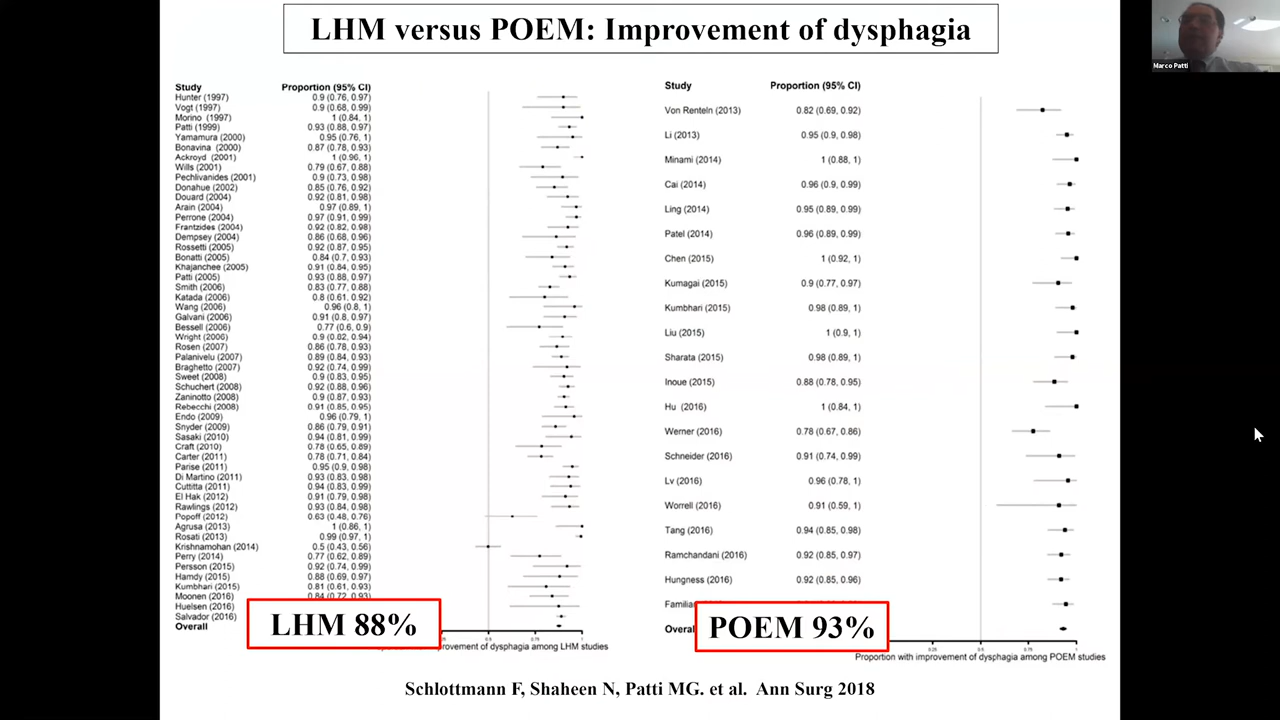 LHM versus POEM: Improvement of dysphagia
Marco Patti
Study Proportion (95% CI)
Hunter (1997) 0.9 (0.76, 0.97)
Vogt (1997) 0.9 (0.68, 0.99)
Morino (1997) 1 (0.84, 1)
Patti (1999) 0.93 (0.88, 0.97)
Yamamura (2000) 0.95 (0.76, 1)
Bonavina (2000) 0.87 (0.78, 0.93)
Ackroyd (2001) 1 (0.96, 1)
Wills (2001) 0.79 (0.67, 0.88)
Pechlivanides (2001) 0.9 (0.73, 0.98)
Donahue (2002) 0.85 (0.76, 0.92)
Douard (2004) 0.92 (0.81, 0.98)
Arain (2004) 0.97 (0.89, 1)
Perrone (2004) 0.97 (0.91, 0.99)
Frantzides (2004) 0.92 (0.82, 0.98)
Dempsey (2004) 0.86 (0.68, 0.96)
Rossetti (2005) 0.92 (0.87, 0.95)
Bonatti (2005) 0.84 (0.7, 0.93)
Khajanchee (2005) 0.91 (0.84, 0.95)
Patti (2005) 0.93 (0.88, 0.97)
Smith (2006) 0.83 (0.77, 0.88)
Katada (2006) 0.8 (0.61, 0.92)
Wang (2006) 0.96 (0.8, 1)
Galvani (2006) 0.91 (0.8, 0.97)
Bessell (2006) 0.77 (0.6, 0.9)
Wright (2006) 0.9 (0.82, 0.94)
Rosen (2007) 0.86 (0.78, 0.93)
Palanivelu (2007) 0.89 (0.84, 0.93)
Braghetto (2007) 0.92 (0.74, 0.99)
Sweet (2008) 0.9 (0.83, 0.95)
Schuchert (2008) 0.92 (0.88, 0.96)
Zaninotto (2008) 0.9 (0.87, 0.93)
Rebecchi (2008) 0.91 (0.85, 0.95)
Endo (2009) 0.96 (0.79, 1)
Snyder (2009) 0.86 (0.79, 0.91)
Sasaki (2010) 0.94 (0.81, 0.99)
Craft (2010) 0.78 (0.65, 0.89)
Carter (2011) 0.78 (0.71, 0.84)
Parise (2011) 0.95 (0.9, 0.98)
Di Martino (2011) 0.93 (0.83, 0.98)
Cuttitta (2011) 0.94 (0.83, 0.99)
El Hak (2012) 0.91 (0.79, 0.98)
Rawlings (2012) 0.93 (0.84, 0.98)
Popoff (2012) 0.63 (0.48, 0.76)
Agrusa (2013) 1 (0.86, 1)
Rosati (2013) 0.99 (0.97, 1)
Krishnamohan (2014) 0.5 (0.43, 0.56)
Perry (2014) 0.77 (0.62, 0.89)
Persson (2015) 0.92 (0.74, 0.99)
Hamdy (2015) 0.88 (0.69, 0.97)
Kumbhari (2015) 0.81 (0.61, 0.93)
Moonen (2016) 0.84 (0.72, 0.93)
Huelsen (2016)
Salvador (2016)
Overall
LHM 88%
0.5 0.75 1
improvement of dysphagia among LHM studies
Study Proportion (95% CI)
Von Renteln (2013) 0.82 (0.69, 0.92)
Li (2013) 0.95 (0.9, 0.98)
Minami (2014) 1 (0.88, 1)
Cai (2014) 0.96 (0.9, 0.99)
Ling (2014) 0.95 (0.89, 0.99)
Patel (2014) 0.96 (0.89, 0.99)
Chen (2015) 1 (0.92, 1)
Kumagai (2015) 0.9 (0.77, 0.97)
Kumbhari (2015) 0.98 (0.89, 1)
Liu (2015) 1 (0.9, 1)
Sharata (2015) 0.98 (0.89, 1)
Inoue (2015) 0.88 (0.78, 0.95)
Hu (2016) 1 (0.84, 1)
Werner (2016) 0.78 (0.67, 0.86)
Schneider (2016) 0.91 (0.74, 0.99)
Lv (2016) 0.96 (0.78, 1)
Worrell (2016) 0.91 (0.59, 1)
Tang (2016) 0.94 (0.85, 0.98)
Ramchandani (2016) 0.92 (0.85, 0.97)
Hungness (2016) 0.92 (0.85, 0.96)
Familia
Overal
POEM 93%
0.25 0.5 0.75 1
Proportion with improvement of dysphagia among POEM studies
Schlottmann F, Shaheen N, Patti MG. et al. Ann Surg 2018